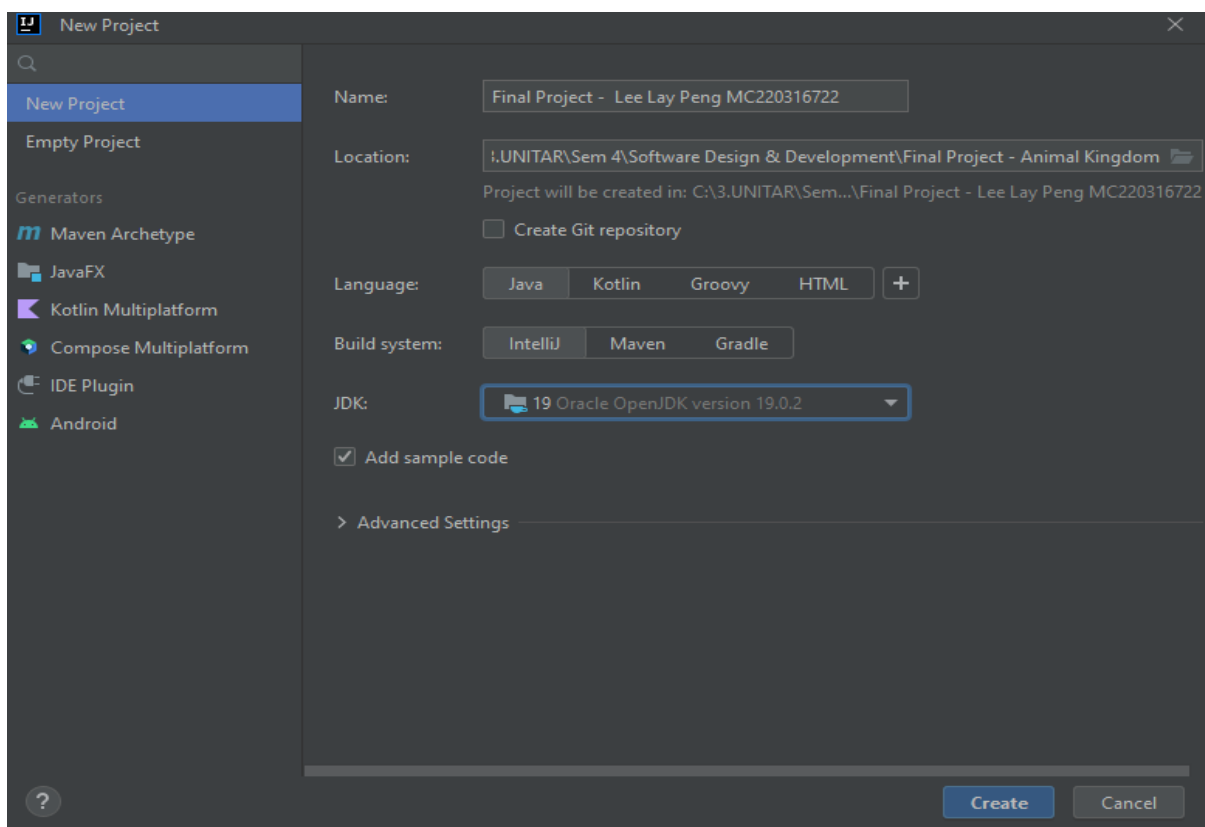 New Project
New Project
Empty Project
Generators
Maven Archetype
JavaFX
Kotlin Multiplatform
Compose Multiplatform
IDE Plugin
Android
Name: Final Project -  Lee Lay Peng MC220316722
Location: .UNITAR\Sem 4\Software Design & Development\Final Project - Animal Kingdom
Project will be created in: C:\3.UNITAR\Sem...\Final Project - Lee Lay Peng MC220316722
Create Git repository
Language: Java Kotlin Groovy HTML +
Build system: IntelliJ Maven Gradle
JDK: 19 Oracle OpenJDK version 19.0.2
Add sample code
> Advanced Settings
? Create Cancel